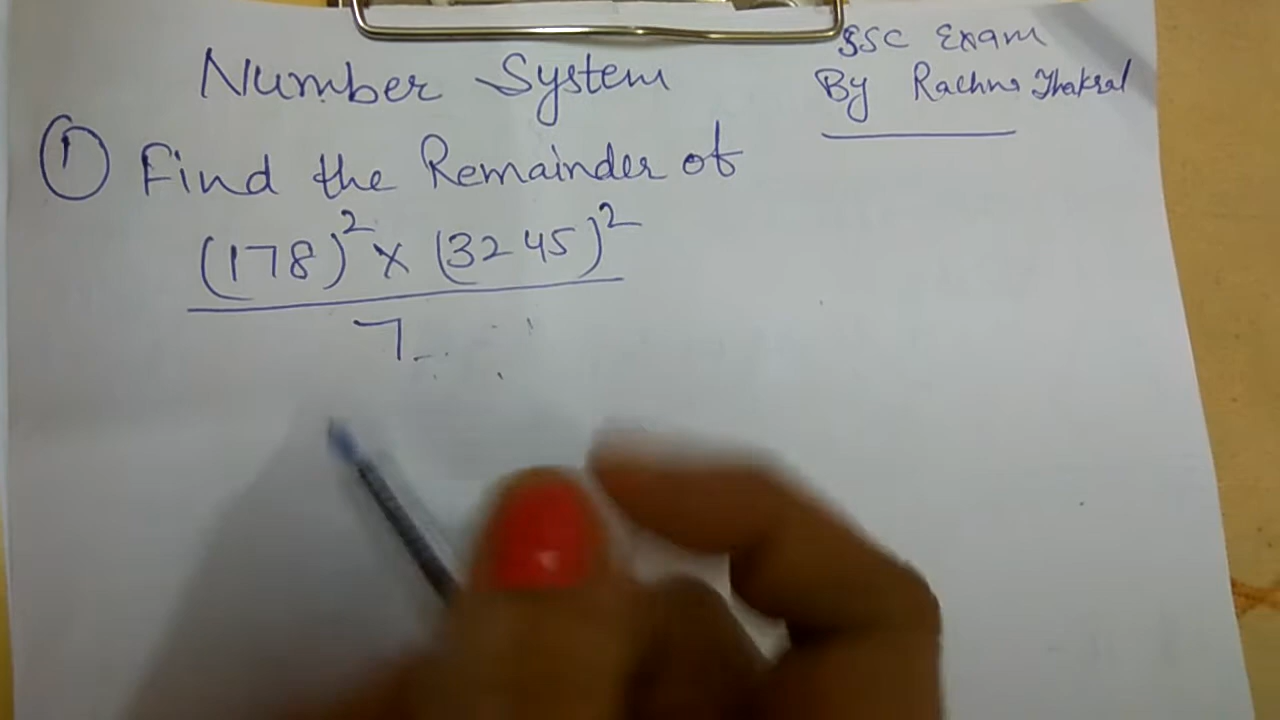 Number System
SSC Exam
By Rachna Thakral
① Find the Remainder of
(178)² × (3245)²
7